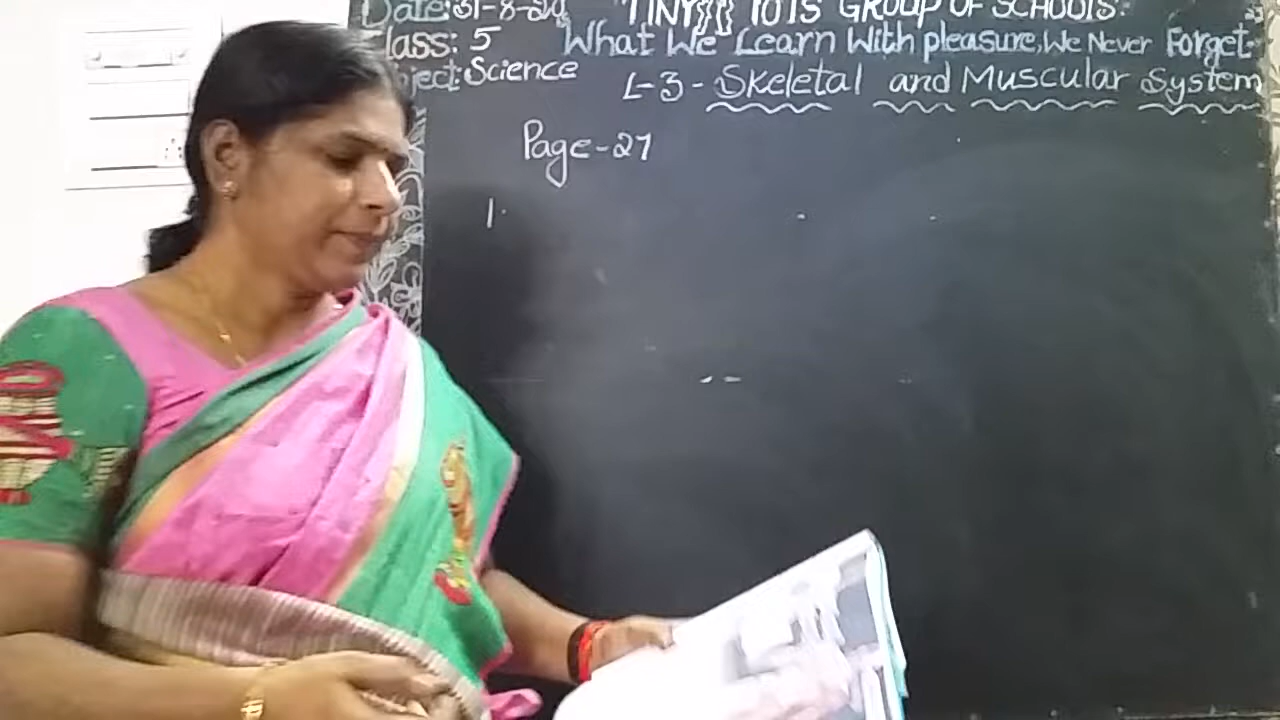 Date:31-8-20 TINY TOTS GROUP OF SCHOOLS.
Class: 5 What We Learn With pleasure, We Never Forget.
ject: Science L-3- Skeletal and Muscular System
Page-27
1.